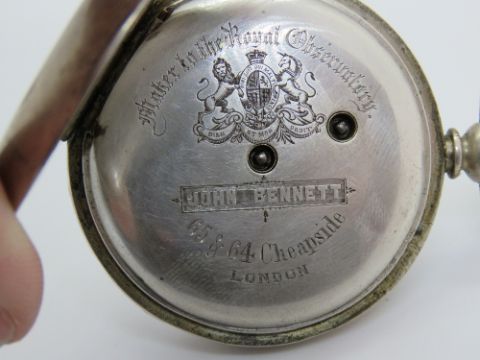 Maker to the Royal Observatory.
JOHN BENNETT
65 & 64 Cheapside
LONDON